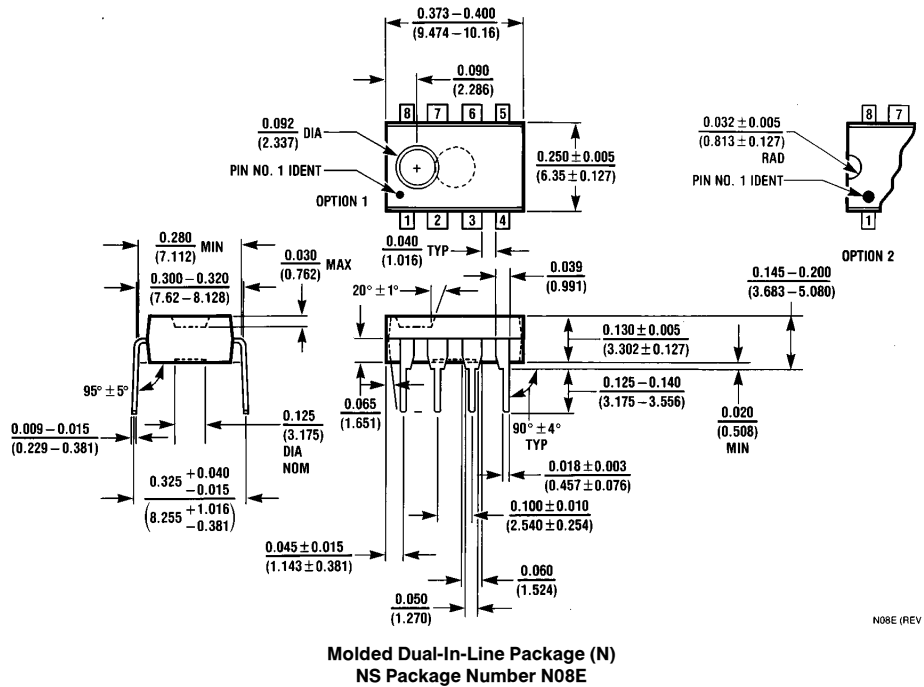 0.373 – 0.400
(9.474 – 10.16)
0.090
(2.286)
8 7 6 5
0.092
(2.337)
DIA
PIN NO. 1 IDENT
OPTION 1
1 2 3 4
0.250 ± 0.005
(6.35 ± 0.127)
0.032 ± 0.005
(0.813 ± 0.127)
RAD
PIN NO. 1 IDENT
8 7
1
OPTION 2
0.280
(7.112)
MIN
0.300 – 0.320
(7.62 – 8.128)
0.030
(0.762)
MAX
0.040
(1.016)
TYP
0.039
(0.991)
20° ± 1°
0.145 – 0.200
(3.683 – 5.080)
0.130 ± 0.005
(3.302 ± 0.127)
0.125 – 0.140
(3.175 – 3.556)
0.020
(0.508)
MIN
95° ± 5°
0.009 – 0.015
(0.229 – 0.381)
0.125
(3.175)
DIA
NOM
0.065
(1.651)
90° ± 4°
TYP
0.018 ± 0.003
(0.457 ± 0.076)
0.325 +0.040
−0.015
(8.255 +1.016
−0.381)
0.100 ± 0.010
(2.540 ± 0.254)
0.045 ± 0.015
(1.143 ± 0.381)
0.060
(1.524)
0.050
(1.270)
N08E (REV
Molded Dual-In-Line Package (N)
NS Package Number N08E